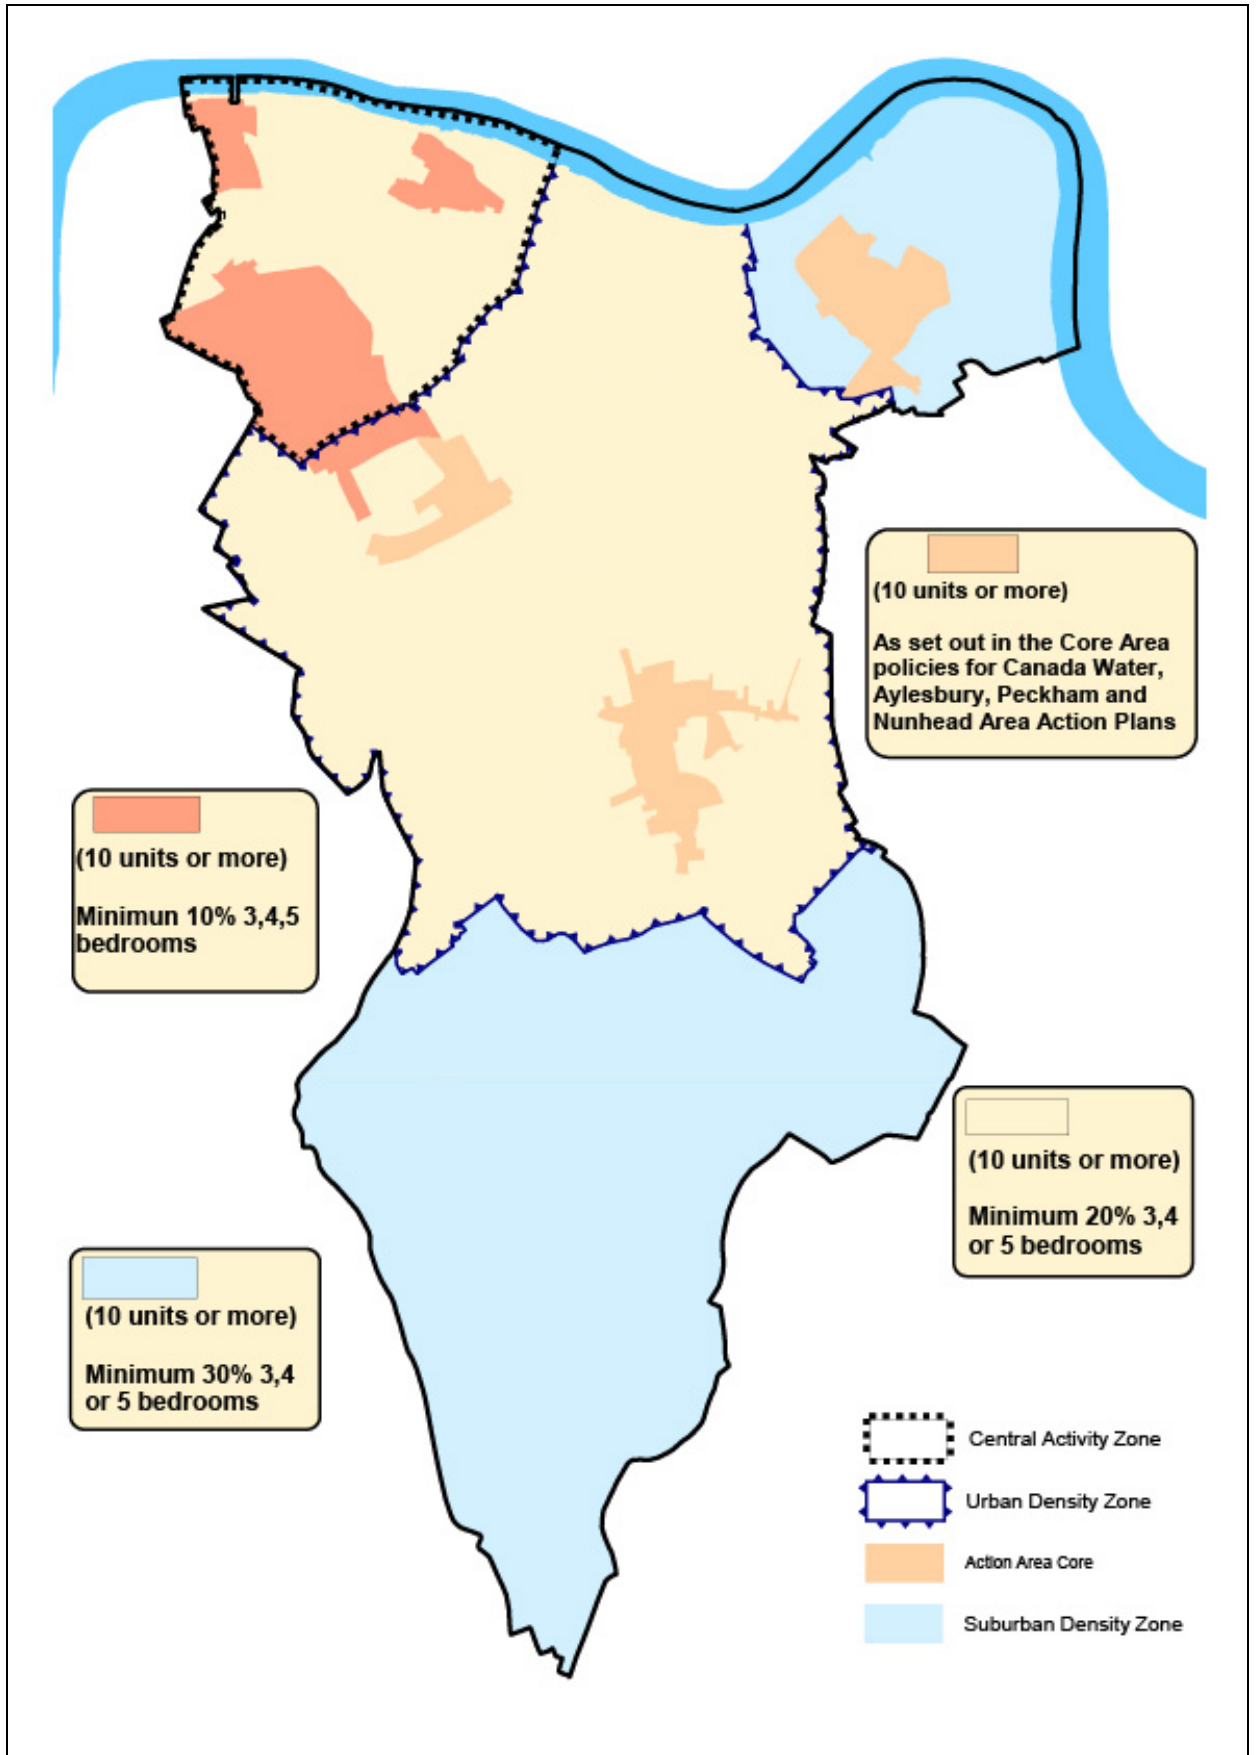 (10 units or more)
As set out in the Core Area
policies for Canada Water,
Aylesbury, Peckham and
Nunhead Area Action Plans
(10 units or more)
Minimun 10% 3,4,5
bedrooms
(10 units or more)
Minimum 20% 3,4
or 5 bedrooms
(10 units or more)
Minimum 30% 3,4
or 5 bedrooms
Central Activity Zone
Urban Density Zone
Action Area Core
Suburban Density Zone